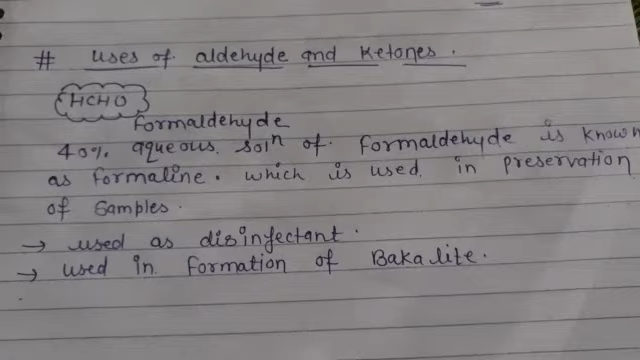 # uses of aldehyde and Ketones.
HCHO
formaldehyde
40% aqueous soln of formaldehyde is known
as formaline. which is used in preservation
of samples.
→ used as disinfectant.
→ used in formation of Bakalite.